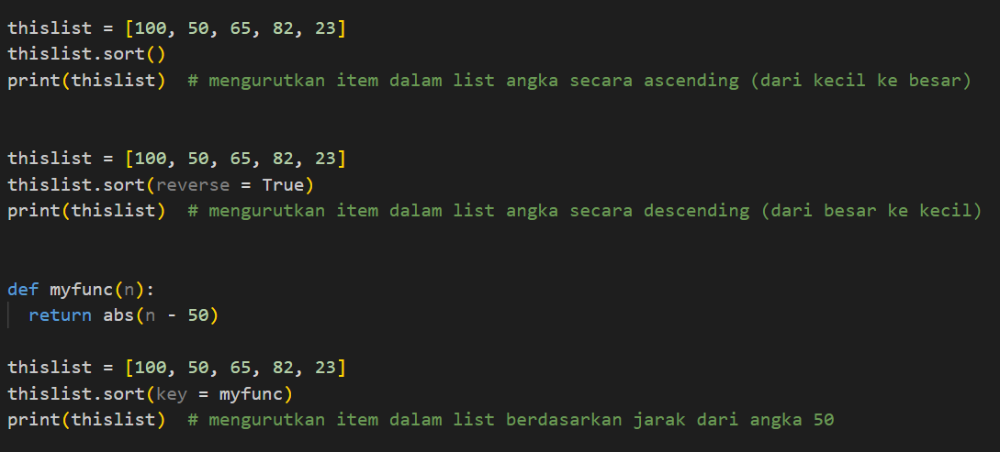 thislist = [100, 50, 65, 82, 23]
thislist.sort()
print(thislist)  # mengurutkan item dalam list angka secara ascending (dari kecil ke besar)
thislist = [100, 50, 65, 82, 23]
thislist.sort(reverse = True)
print(thislist)  # mengurutkan item dalam list angka secara descending (dari besar ke kecil)
def myfunc(n):
  return abs(n - 50)
thislist = [100, 50, 65, 82, 23]
thislist.sort(key = myfunc)
print(thislist)  # mengurutkan item dalam list berdasarkan jarak dari angka 50